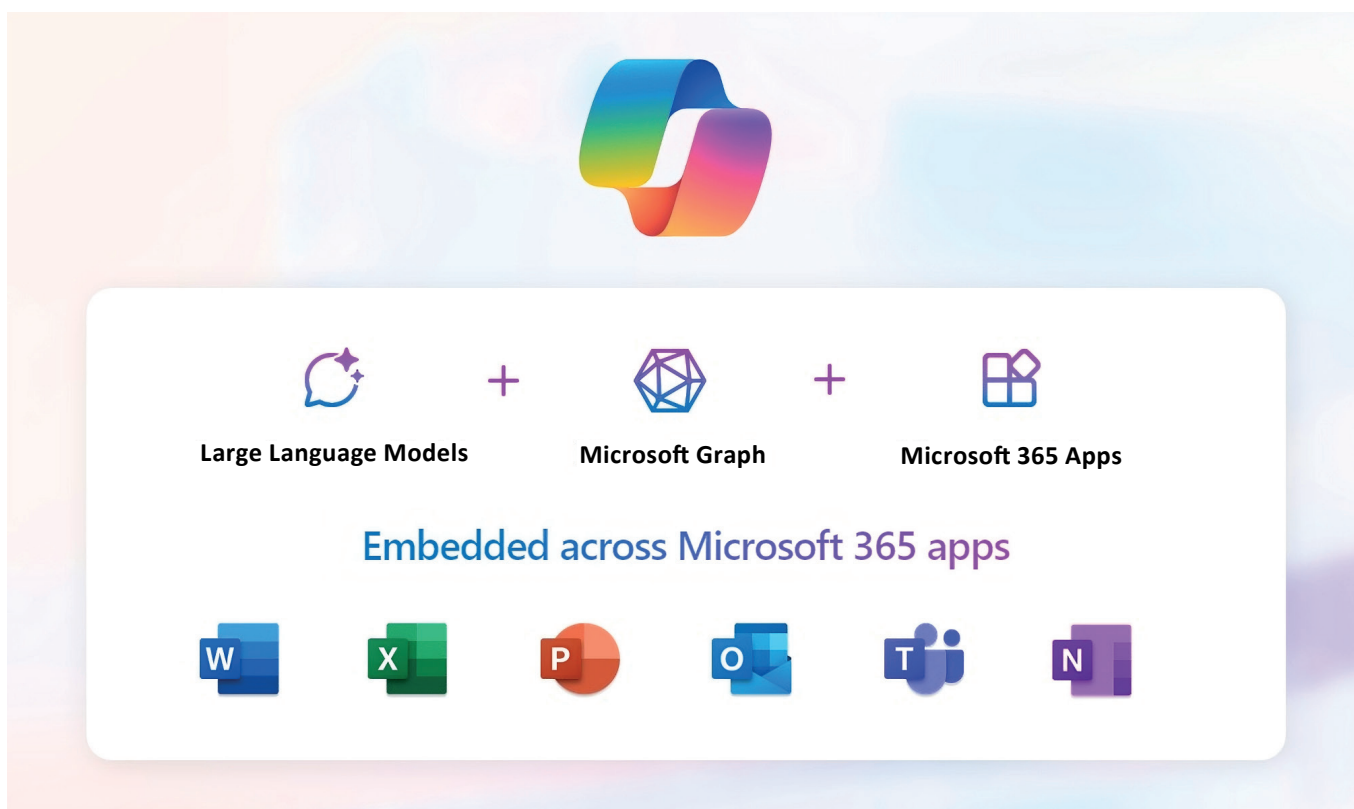 Large Language Models
Microsoft Graph
Microsoft 365 Apps
Embedded across Microsoft 365 apps
W
X
P
O
T
N